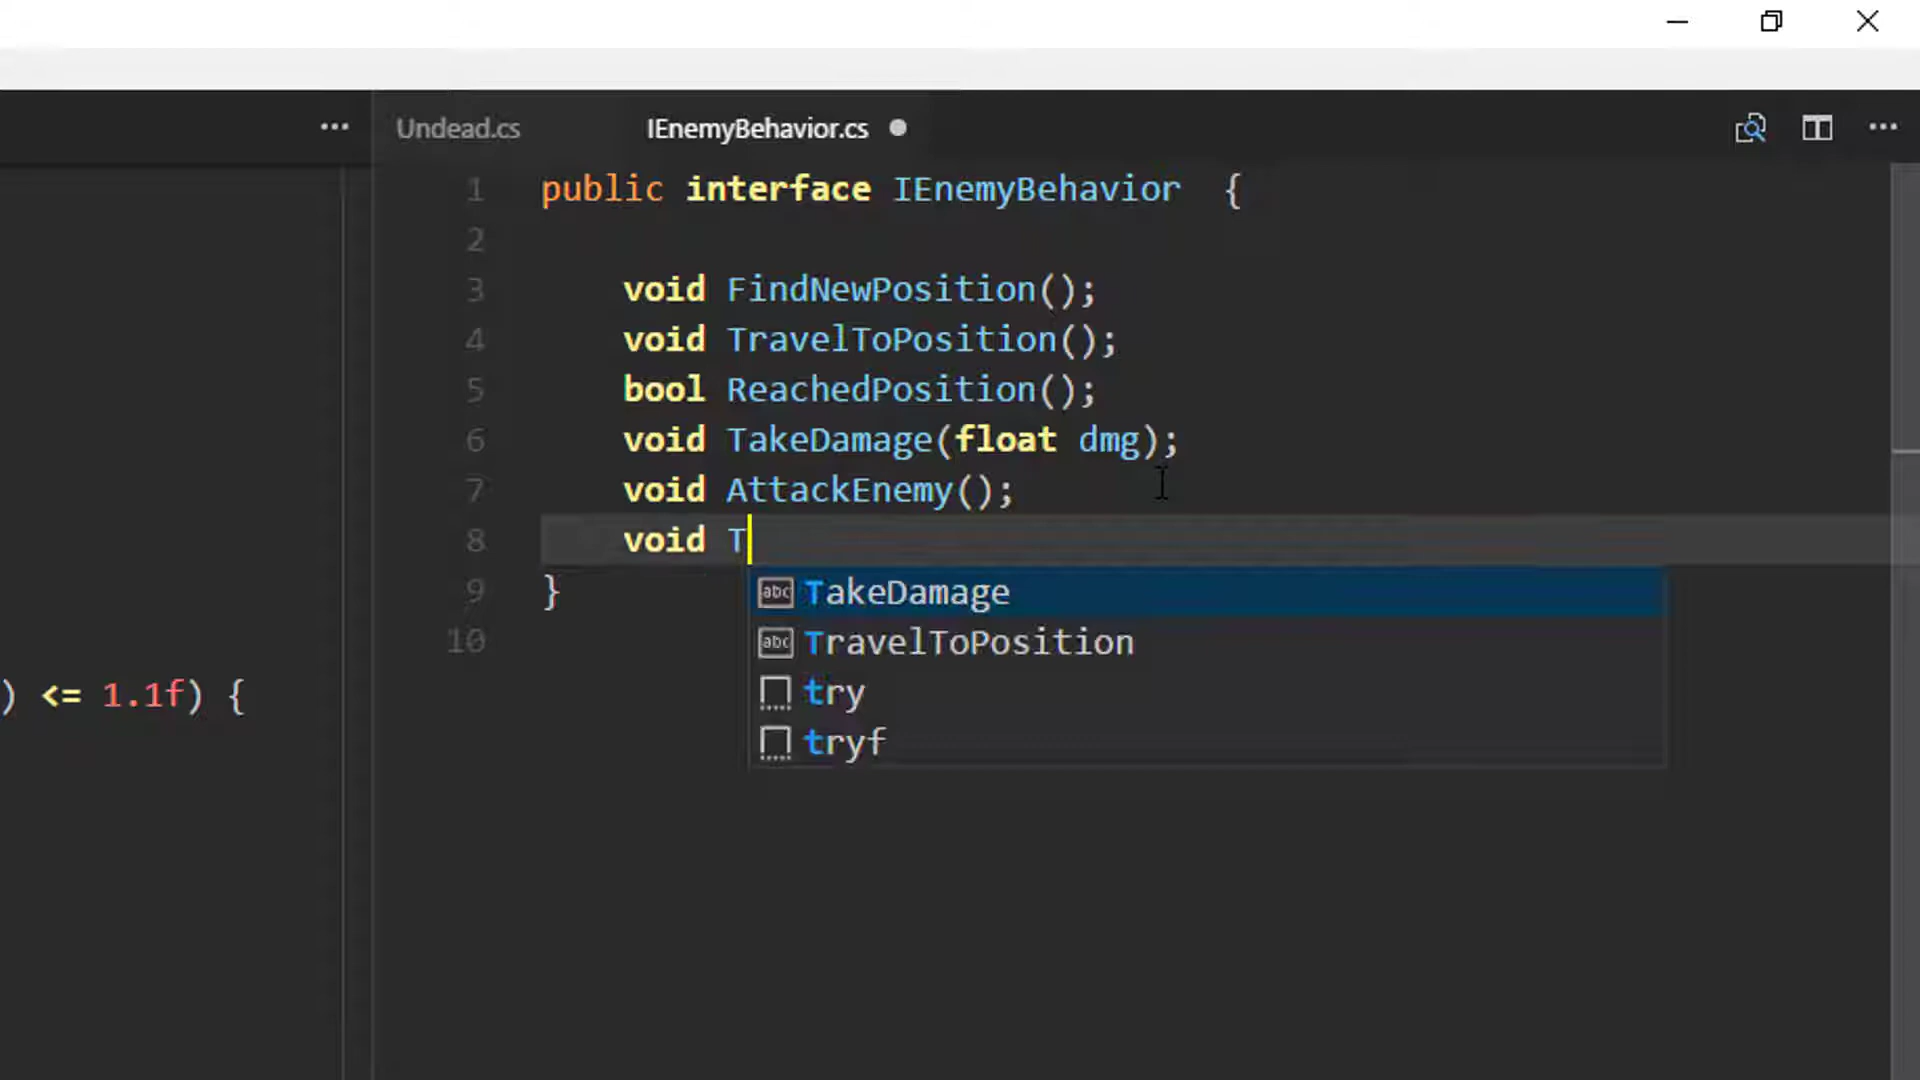 Undead.cs IEnemyBehavior.cs
1 public interface IEnemyBehavior {
2
3 void FindNewPosition();
4 void TravelToPosition();
5 bool ReachedPosition();
6 void TakeDamage(float dmg);
7 void AttackEnemy();
8 void T
9 }
TakeDamage
10
TravelToPosition
) <= 1.1f) {
try
tryf